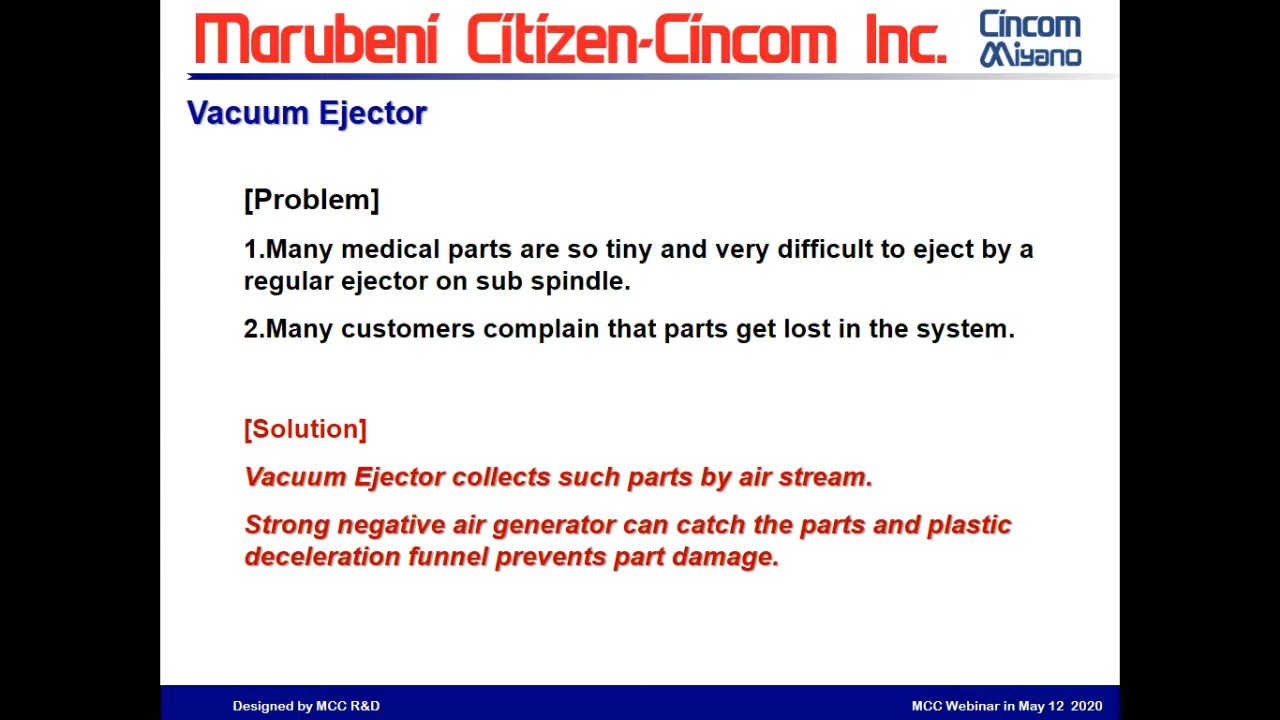 Marubeni Citizen-Cincom Inc.
Cincom
Miyano
Vacuum Ejector
[Problem]
1.Many medical parts are so tiny and very difficult to eject by a
regular ejector on sub spindle.
2.Many customers complain that parts get lost in the system.
[Solution]
Vacuum Ejector collects such parts by air stream.
Strong negative air generator can catch the parts and plastic
deceleration funnel prevents part damage.
Designed by MCC R&D
MCC Webinar in May 12 2020